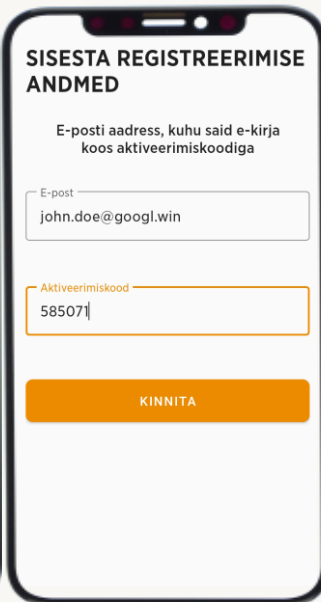 SISESTA REGISTREERIMISE
ANDMED
E-posti aadress, kuhu said e-kirja
koos aktiveerimiskoodiga
E-post
john.doe@googl.win
Aktiveerimiskood
585071
KINNITA